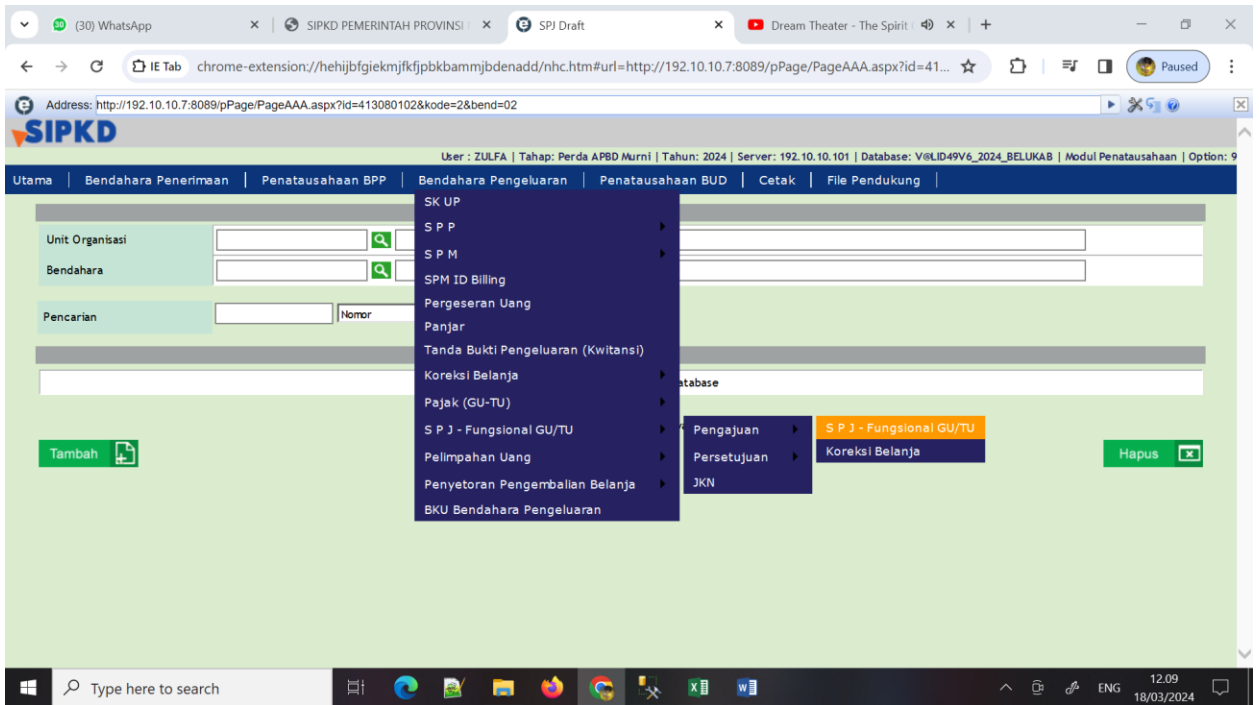 (30) WhatsApp
SIPKD PEMERINTAH PROVINSI
SPJ Draft
Dream Theater - The Spirit
IE Tab
chrome-extension://hehijbfgiekmjfkfjpbkbammjbdenadd/nhc.htm#url=http://192.10.10.7:8089/pPage/PageAAA.aspx?id=41...
Paused
Address: http://192.10.10.7:8089/pPage/PageAAA.aspx?id=413080102&kode=2&bend=02
SIPKD
User : ZULFA | Tahap: Perda APBD Murni | Tahun: 2024 | Server: 192.10.10.101 | Database: V@LID49V6_2024_BELUKAB | Modul Penatausahaan | Option: 9
Utama | Bendahara Penerimaan | Penatausahaan BPP | Bendahara Pengeluaran | Penatausahaan BUD | Cetak | File Pendukung |
SK UP
S P P
Unit Organisasi
S P M
Bendahara
SPM ID Billing
Pergeseran Uang
Pencarian
Nomor
Panjar
Tanda Bukti Pengeluaran (Kwitansi)
Koreksi Belanja
atabase
Pajak (GU-TU)
S P J - Fungsional GU/TU
Pengajuan
S P J - Fungsional GU/TU
Tambah
Pelimpahan Uang
Persetujuan
Koreksi Belanja
Hapus
Penyetoran Pengembalian Belanja
JKN
BKU Bendahara Pengeluaran
Type here to search
ENG
12.09
18/03/2024